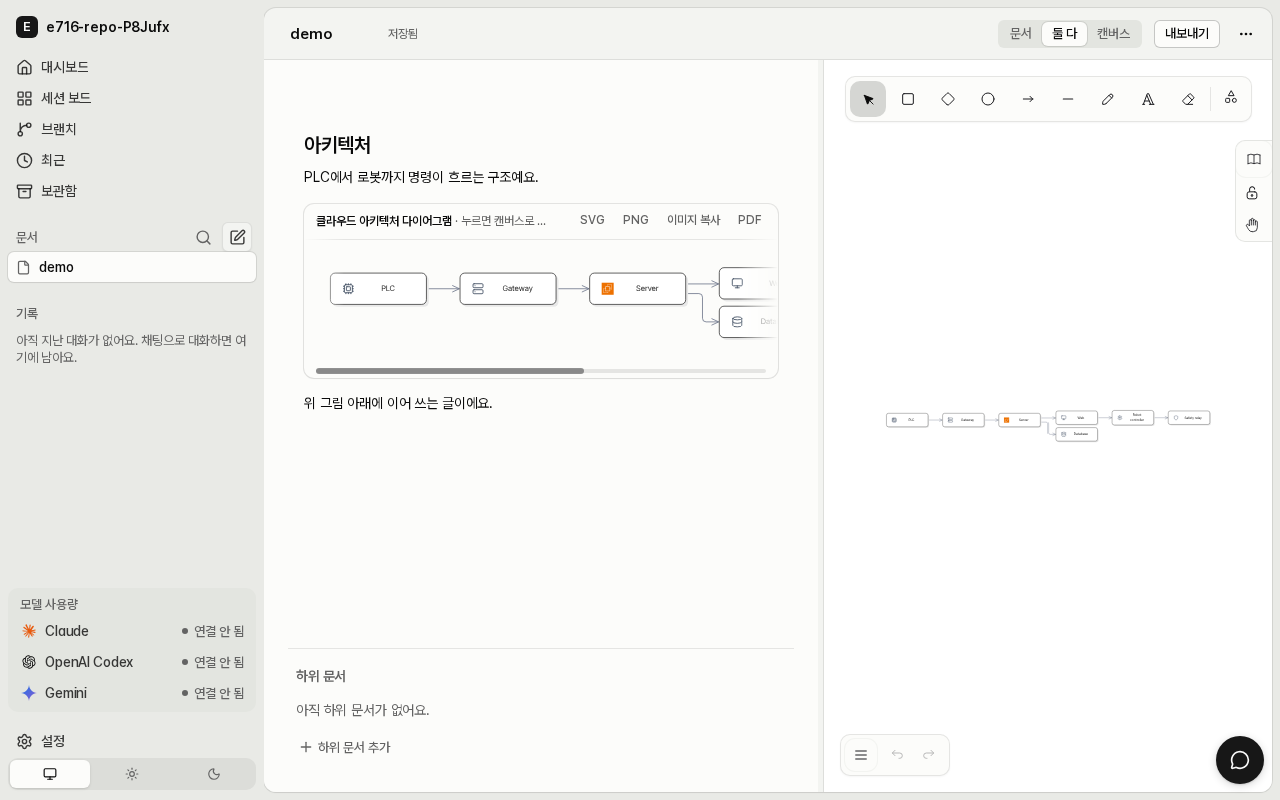 E e716-repo-P8Jufx
대시보드
세션 보드
브랜치
최근
보관함
문서
demo
기록
아직 지난 대화가 없어요. 채팅으로 대화하면 여
기에 남아요.
모델 사용량
Claude 연결 안 됨
OpenAI Codex 연결 안 됨
Gemini 연결 안 됨
설정
demo 저장됨
문서 둘 다 캔버스 내보내기
아키텍처
PLC에서 로봇까지 명령이 흐르는 구조예요.
클라우드 아키텍처 다이어그램 · 누르면 캔버스로 ... SVG PNG 이미지 복사 PDF
PLC Gateway Server
위 그림 아래에 이어 쓰는 글이에요.
하위 문서
아직 하위 문서가 없어요.
하위 문서 추가
A
PLC Gateway Server Web Robot controller Safety relay
Database